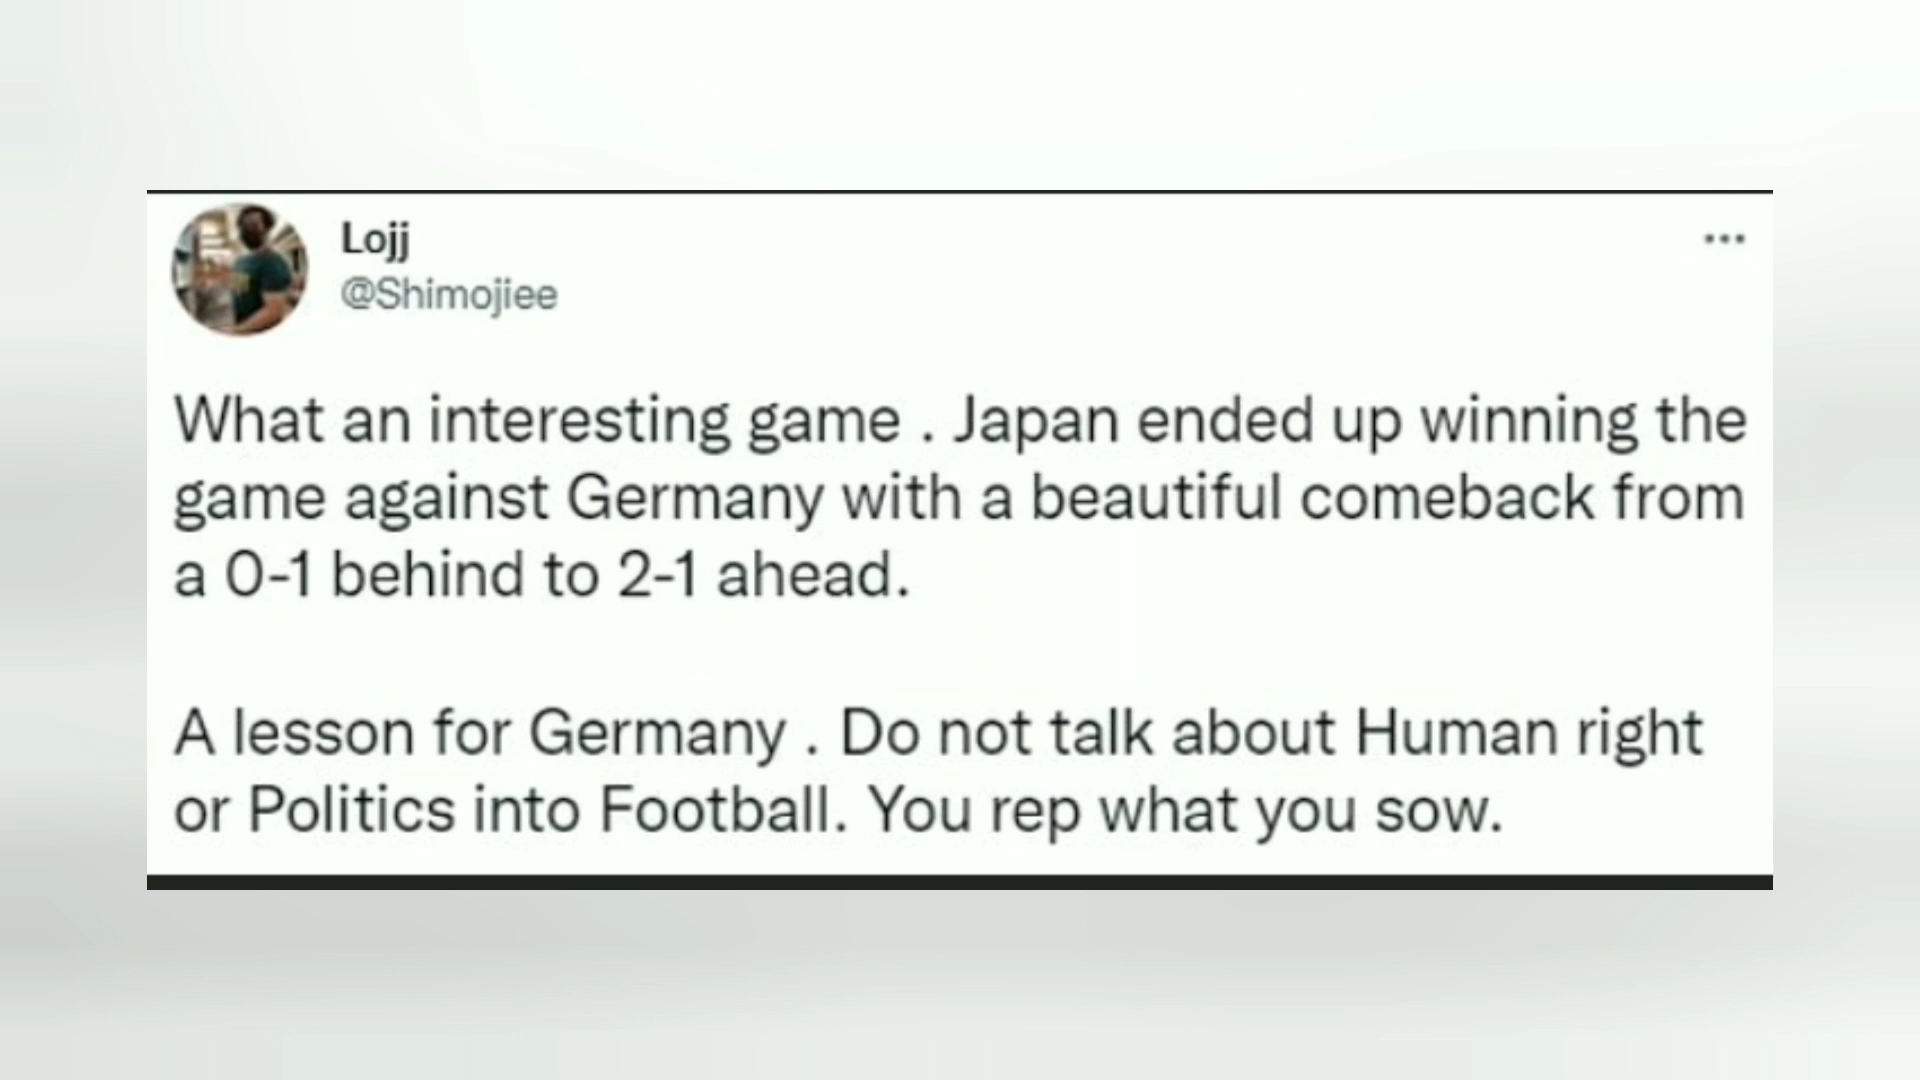 Lojj
@Shimojiee
What an interesting game . Japan ended up winning the
game against Germany with a beautiful comeback from
a 0-1 behind to 2-1 ahead.
A lesson for Germany . Do not talk about Human right
or Politics into Football. You rep what you sow.